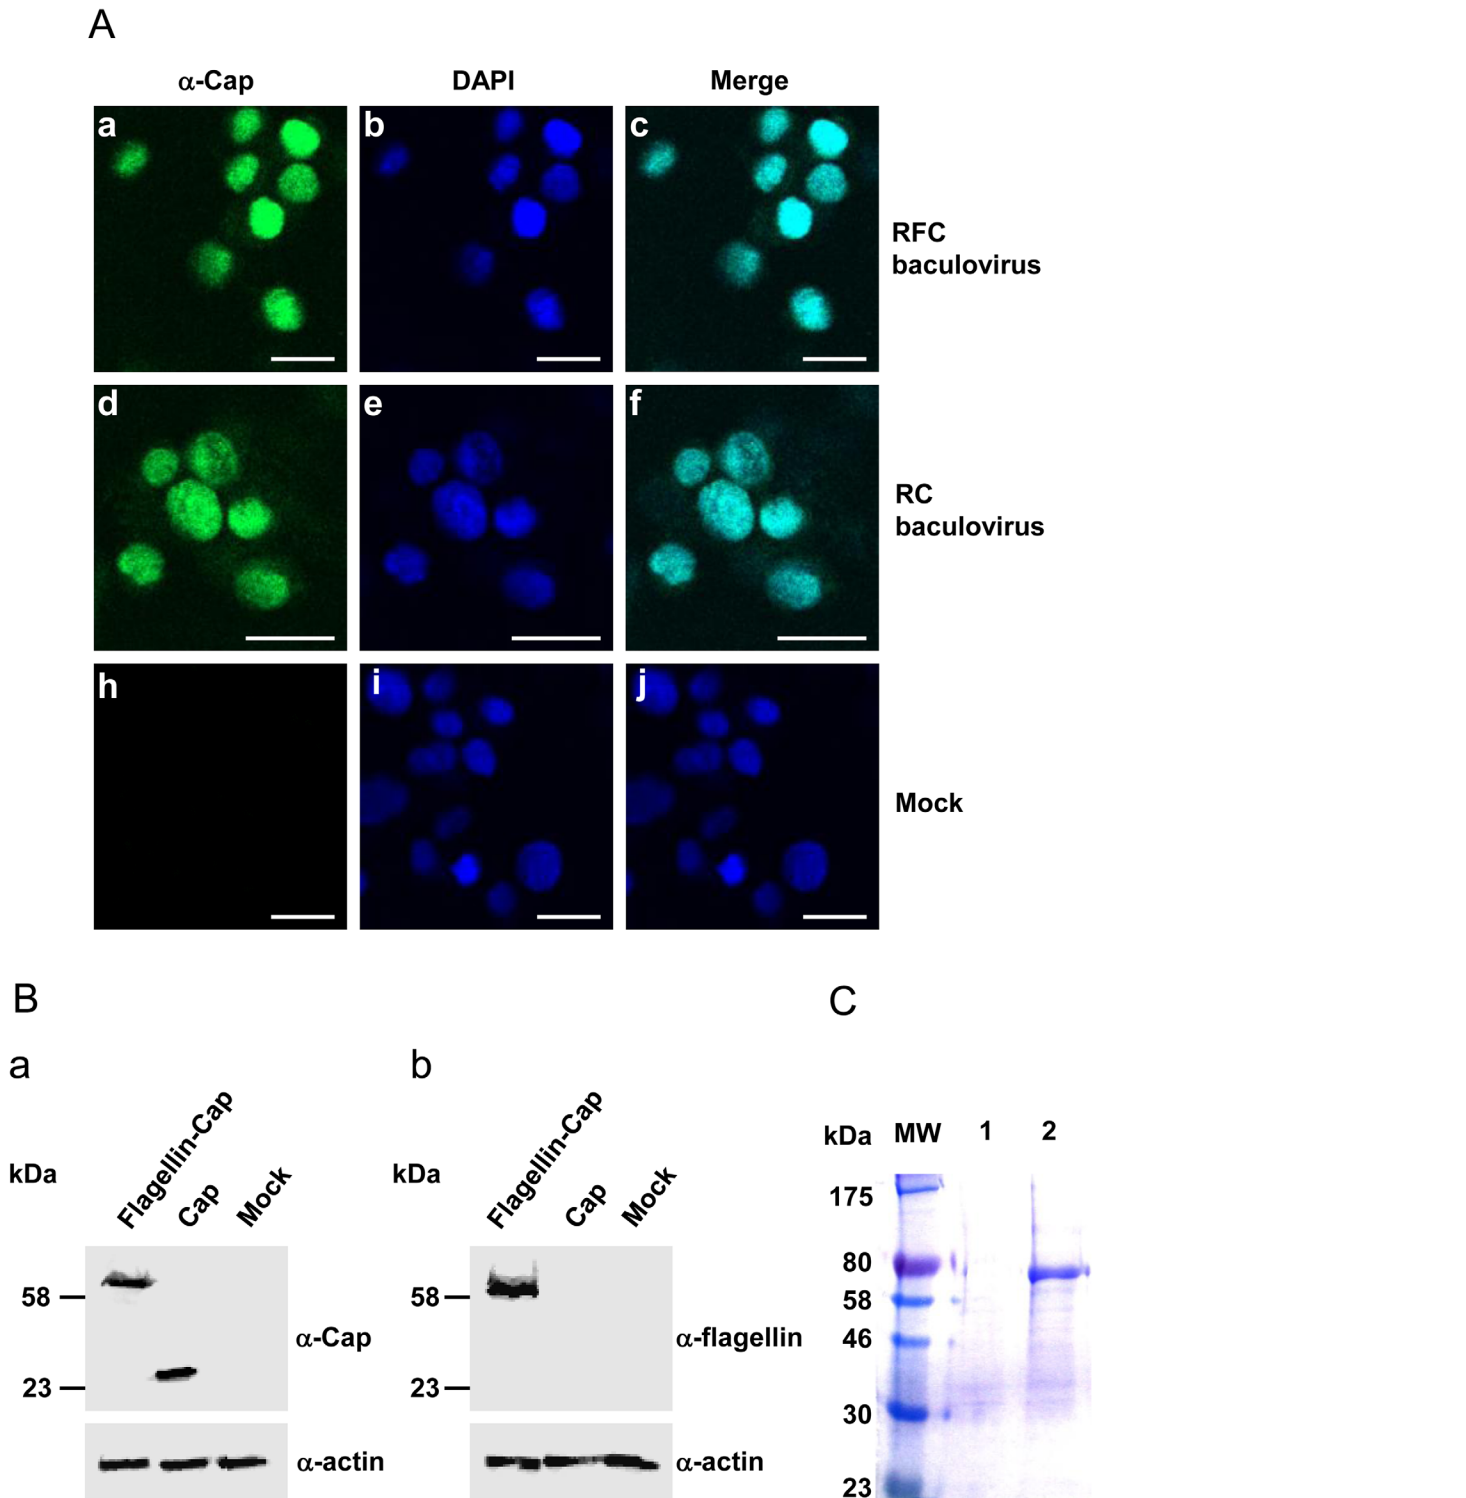 A
α-Cap DAPI Merge
a b c
RFC
baculovirus
d e f
RC
baculovirus
h i j
Mock
B C
a b
Flagellin-Cap Cap Mock Flagellin-Cap Cap Mock
kDa kDa kDa MW 1 2
175
80
58 58 58
α-Cap α-flagellin 46
23 23 30
α-actin α-actin
23